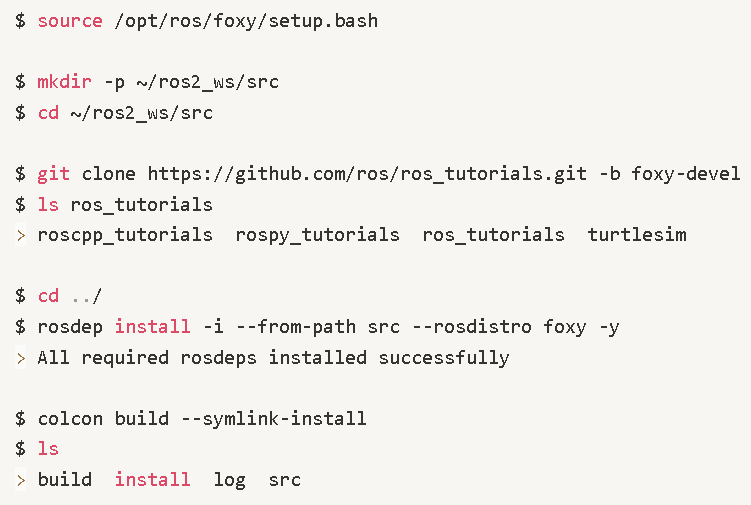 $ source /opt/ros/foxy/setup.bash
$ mkdir -p ~/ros2_ws/src
$ cd ~/ros2_ws/src
$ git clone https://github.com/ros/ros_tutorials.git -b foxy-devel
$ ls ros_tutorials
> roscpp_tutorials  rospy_tutorials  ros_tutorials  turtlesim
$ cd ../
$ rosdep install -i --from-path src --rosdistro foxy -y
> All required rosdeps installed successfully
$ colcon build --symlink-install
$ ls
> build  install  log  src